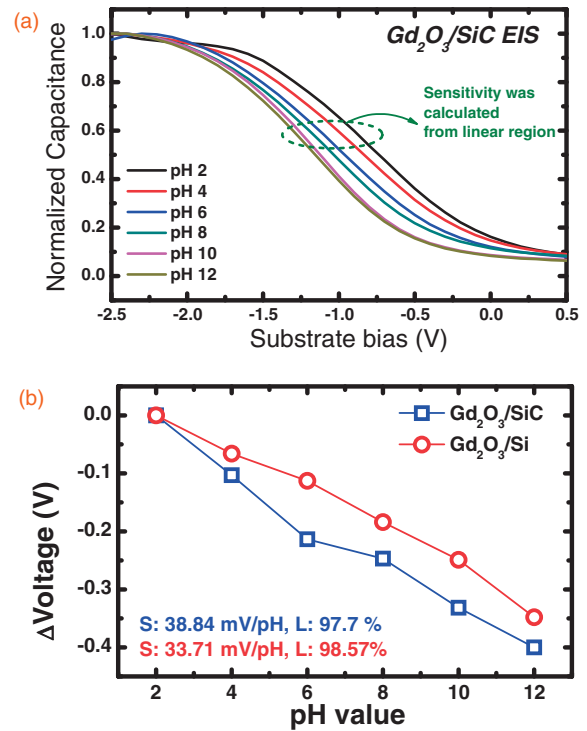 (a)
Gd₂O₃/SiC EIS
Sensitivity was
calculated
from linear region
Normalized Capacitance
1.0
0.8
0.6
0.4
0.2
0.0
pH 2
pH 4
pH 6
pH 8
pH 10
pH 12
-2.5 -2.0 -1.5 -1.0 -0.5 0.0 0.5
Substrate bias (V)
(b)
Gd₂O₃/SiC
Gd₂O₃/Si
ΔVoltage (V)
0.0
-0.1
-0.2
-0.3
-0.4
S: 38.84 mV/pH, L: 97.7 %
S: 33.71 mV/pH, L: 98.57%
2 4 6 8 10 12
pH value